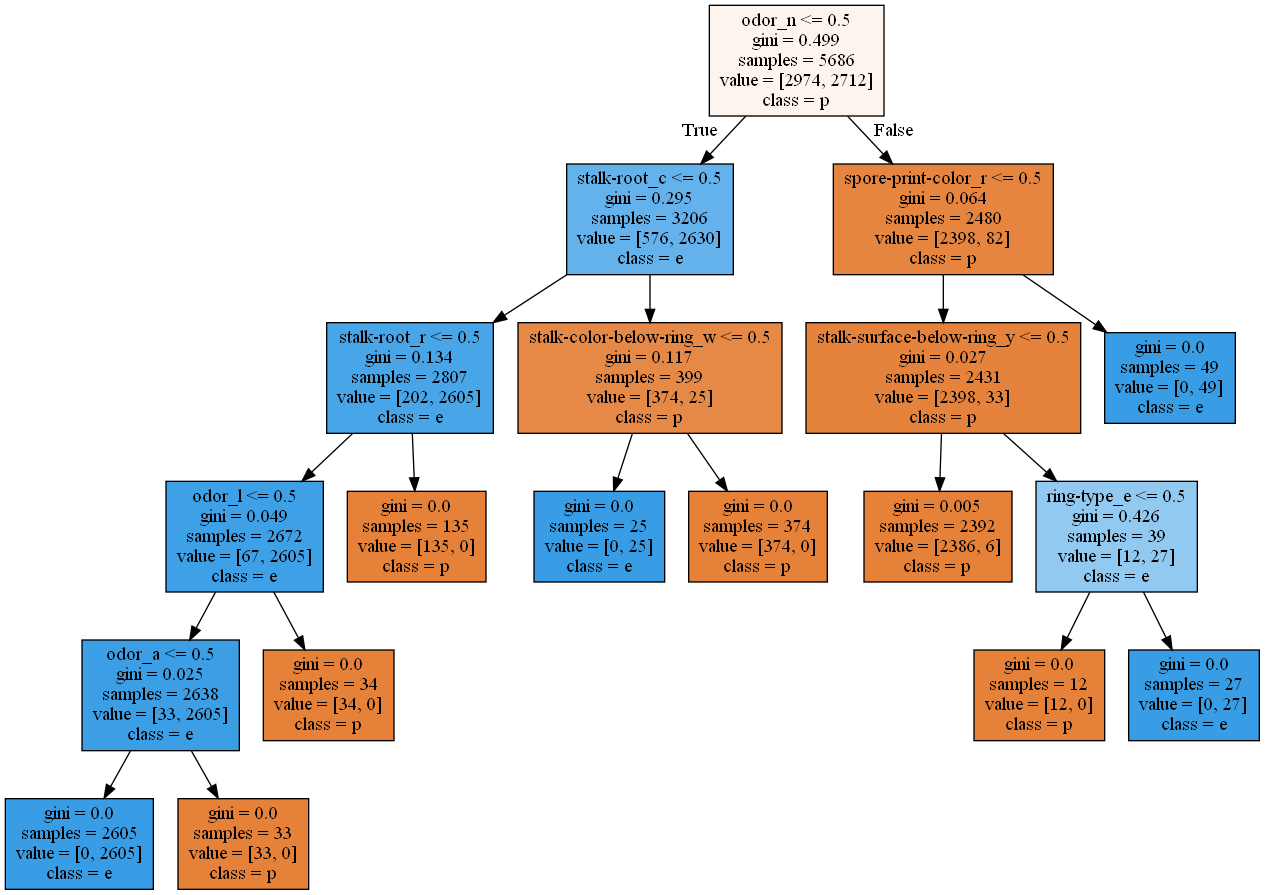 odor_n <= 0.5
gini = 0.499
samples = 5686
value = [2974, 2712]
class = p
True
False
stalk-root_c <= 0.5
gini = 0.295
samples = 3206
value = [576, 2630]
class = e
spore-print-color_r <= 0.5
gini = 0.064
samples = 2480
value = [2398, 82]
class = p
stalk-root_r <= 0.5
gini = 0.134
samples = 2807
value = [202, 2605]
class = e
stalk-color-below-ring_w <= 0.5
gini = 0.117
samples = 399
value = [374, 25]
class = p
stalk-surface-below-ring_y <= 0.5
gini = 0.027
samples = 2431
value = [2398, 33]
class = p
gini = 0.0
samples = 49
value = [0, 49]
class = e
odor_l <= 0.5
gini = 0.049
samples = 2672
value = [67, 2605]
class = e
gini = 0.0
samples = 135
value = [135, 0]
class = p
gini = 0.0
samples = 25
value = [0, 25]
class = e
gini = 0.0
samples = 374
value = [374, 0]
class = p
gini = 0.005
samples = 2392
value = [2386, 6]
class = p
ring-type_e <= 0.5
gini = 0.426
samples = 39
value = [12, 27]
class = e
odor_a <= 0.5
gini = 0.025
samples = 2638
value = [33, 2605]
class = e
gini = 0.0
samples = 34
value = [34, 0]
class = p
gini = 0.0
samples = 12
value = [12, 0]
class = p
gini = 0.0
samples = 27
value = [0, 27]
class = e
gini = 0.0
samples = 2605
value = [0, 2605]
class = e
gini = 0.0
samples = 33
value = [33, 0]
class = p